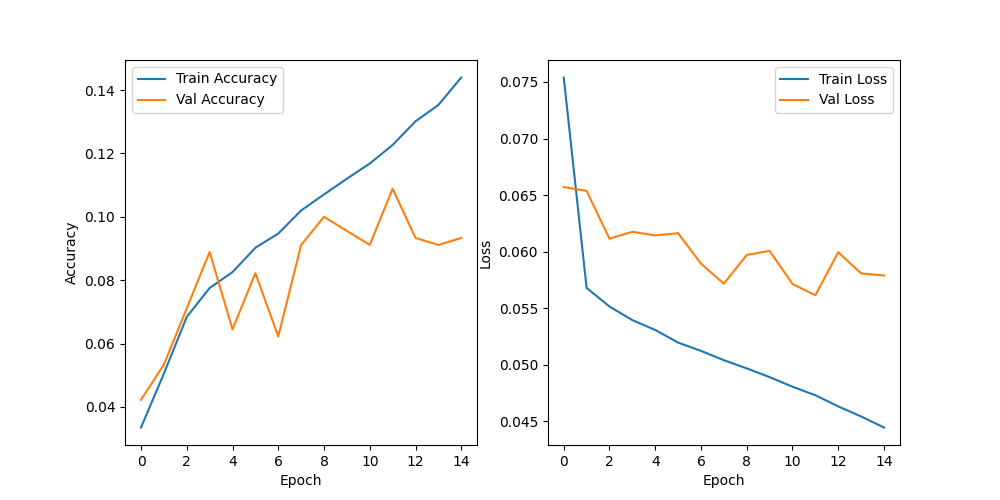 Train Accuracy
Val Accuracy
0.14
0.12
0.10
0.08
0.06
0.04
Accuracy
0 2 4 6 8 10 12 14
Epoch
Train Loss
Val Loss
0.075
0.070
0.065
0.060
0.055
0.050
0.045
Loss
0 2 4 6 8 10 12 14
Epoch